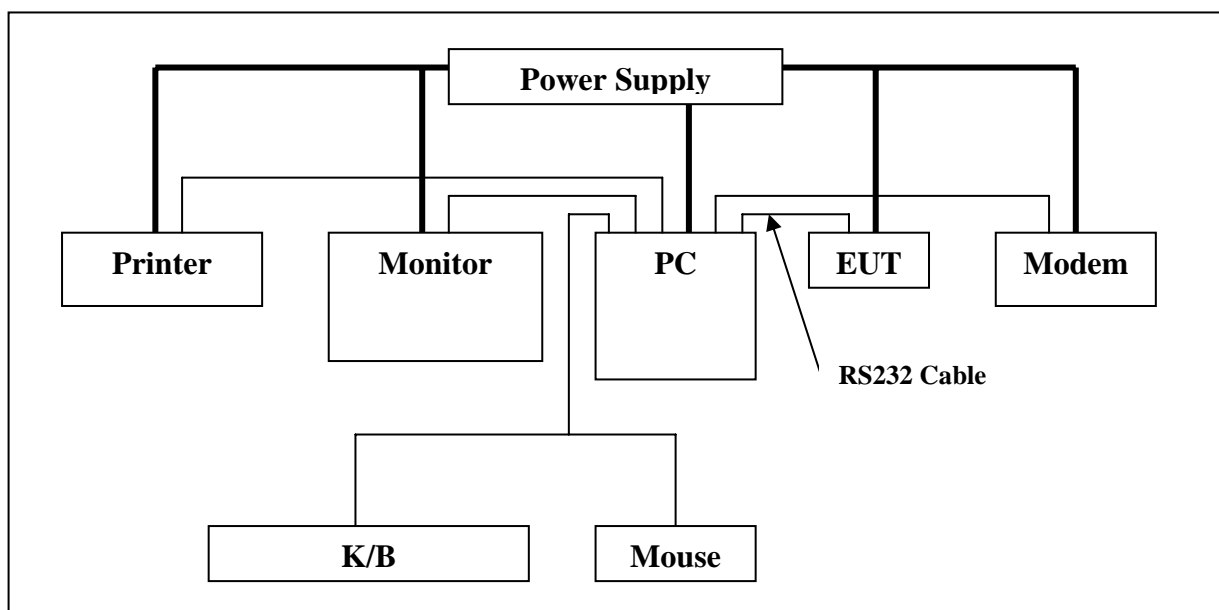 Power Supply
Printer
Monitor
PC
EUT
Modem
RS232 Cable
K/B
Mouse